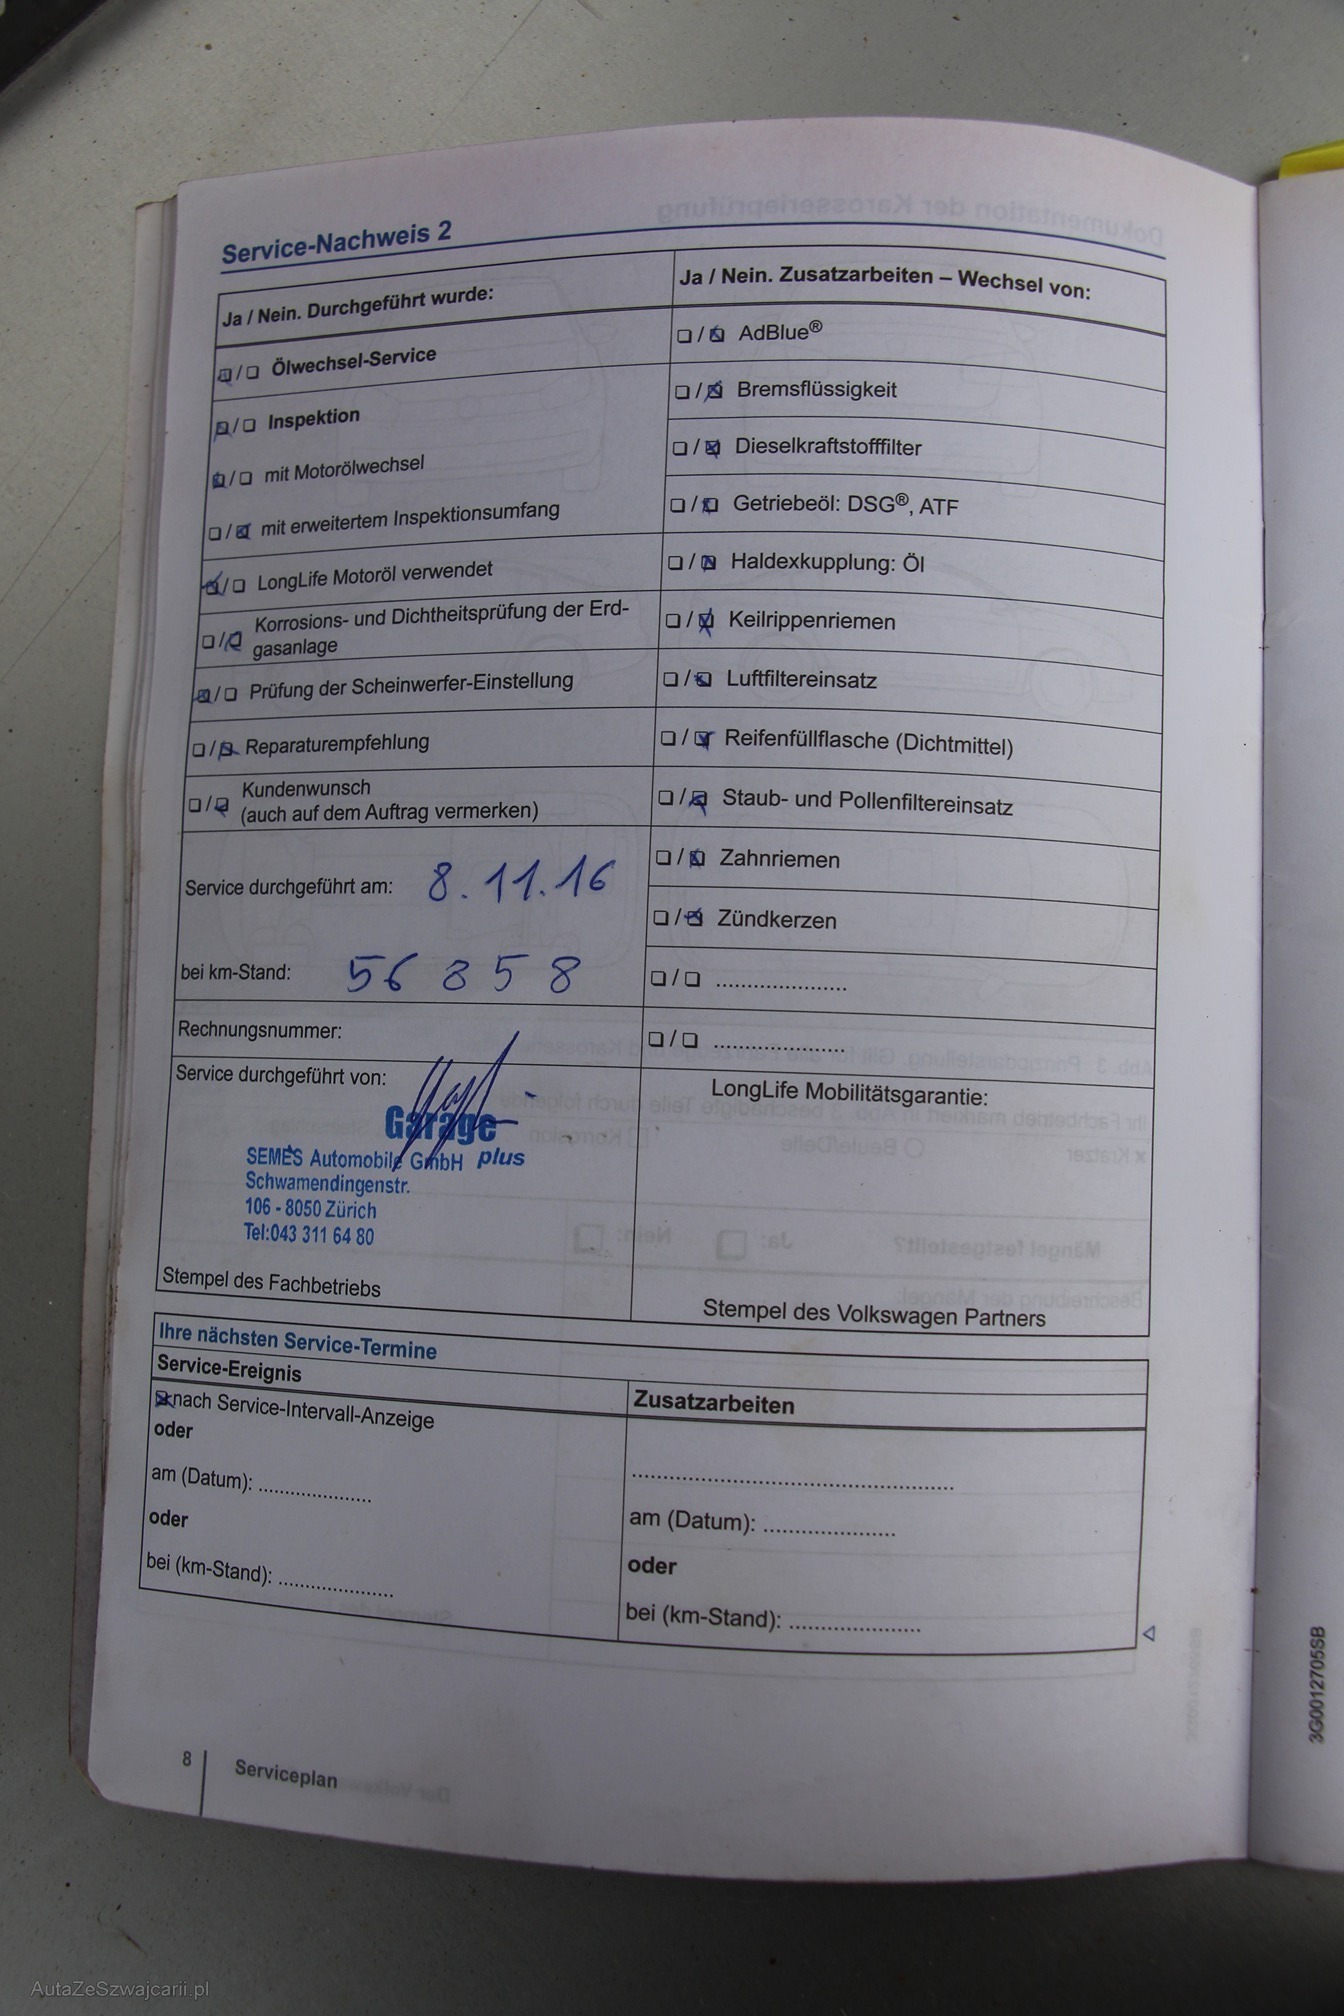 Service-Nachweis 2
Ja / Nein. Durchgeführt wurde:
❏ / ❏ Ölwechsel-Service
❏ / ❏ Inspektion
❏ / ❏ mit Motorölwechsel
❏ / ❏ mit erweitertem Inspektionsumfang
❏ / ❏ LongLife Motoröl verwendet
❏ / ❏ Korrosions- und Dichtheitsprüfung der Erd-
gasanlage
❏ / ❏ Prüfung der Scheinwerfer-Einstellung
❏ / ❏ Reparaturempfehlung
❏ / ❏ Kundenwunsch
(auch auf dem Auftrag vermerken)
Service durchgeführt am: 8.11.16
bei km-Stand: 56 858
Rechnungsnummer:
Service durchgeführt von:
Garage
plus
SEMES Automobile GmbH
Schwamendingenstr.
106 - 8050 Zürich
Tel:043 311 64 80
Stempel des Fachbetriebs
Ja / Nein. Zusatzarbeiten – Wechsel von:
❏ / ❏ AdBlue®
❏ / ❏ Bremsflüssigkeit
❏ / ❏ Dieselkraftstofffilter
❏ / ❏ Getriebeöl: DSG®, ATF
❏ / ❏ Haldexkupplung: Öl
❏ / ❏ Keilrippenriemen
❏ / ❏ Luftfiltereinsatz
❏ / ❏ Reifenfüllflasche (Dichtmittel)
❏ / ❏ Staub- und Pollenfiltereinsatz
❏ / ❏ Zahnriemen
❏ / ❏ Zündkerzen
❏ / ❏ .....................
❏ / ❏ .....................
LongLife Mobilitätsgarantie:
Stempel des Volkswagen Partners
Ihre nächsten Service-Termine
Service-Ereignis
❏ nach Service-Intervall-Anzeige
oder
am (Datum): ..................
oder
bei (km-Stand): ..................
Zusatzarbeiten
..................................................
am (Datum): .....................
oder
bei (km-Stand): .....................
8
Serviceplan
3G0012705SB
AutaZeSzwajcarii.pl